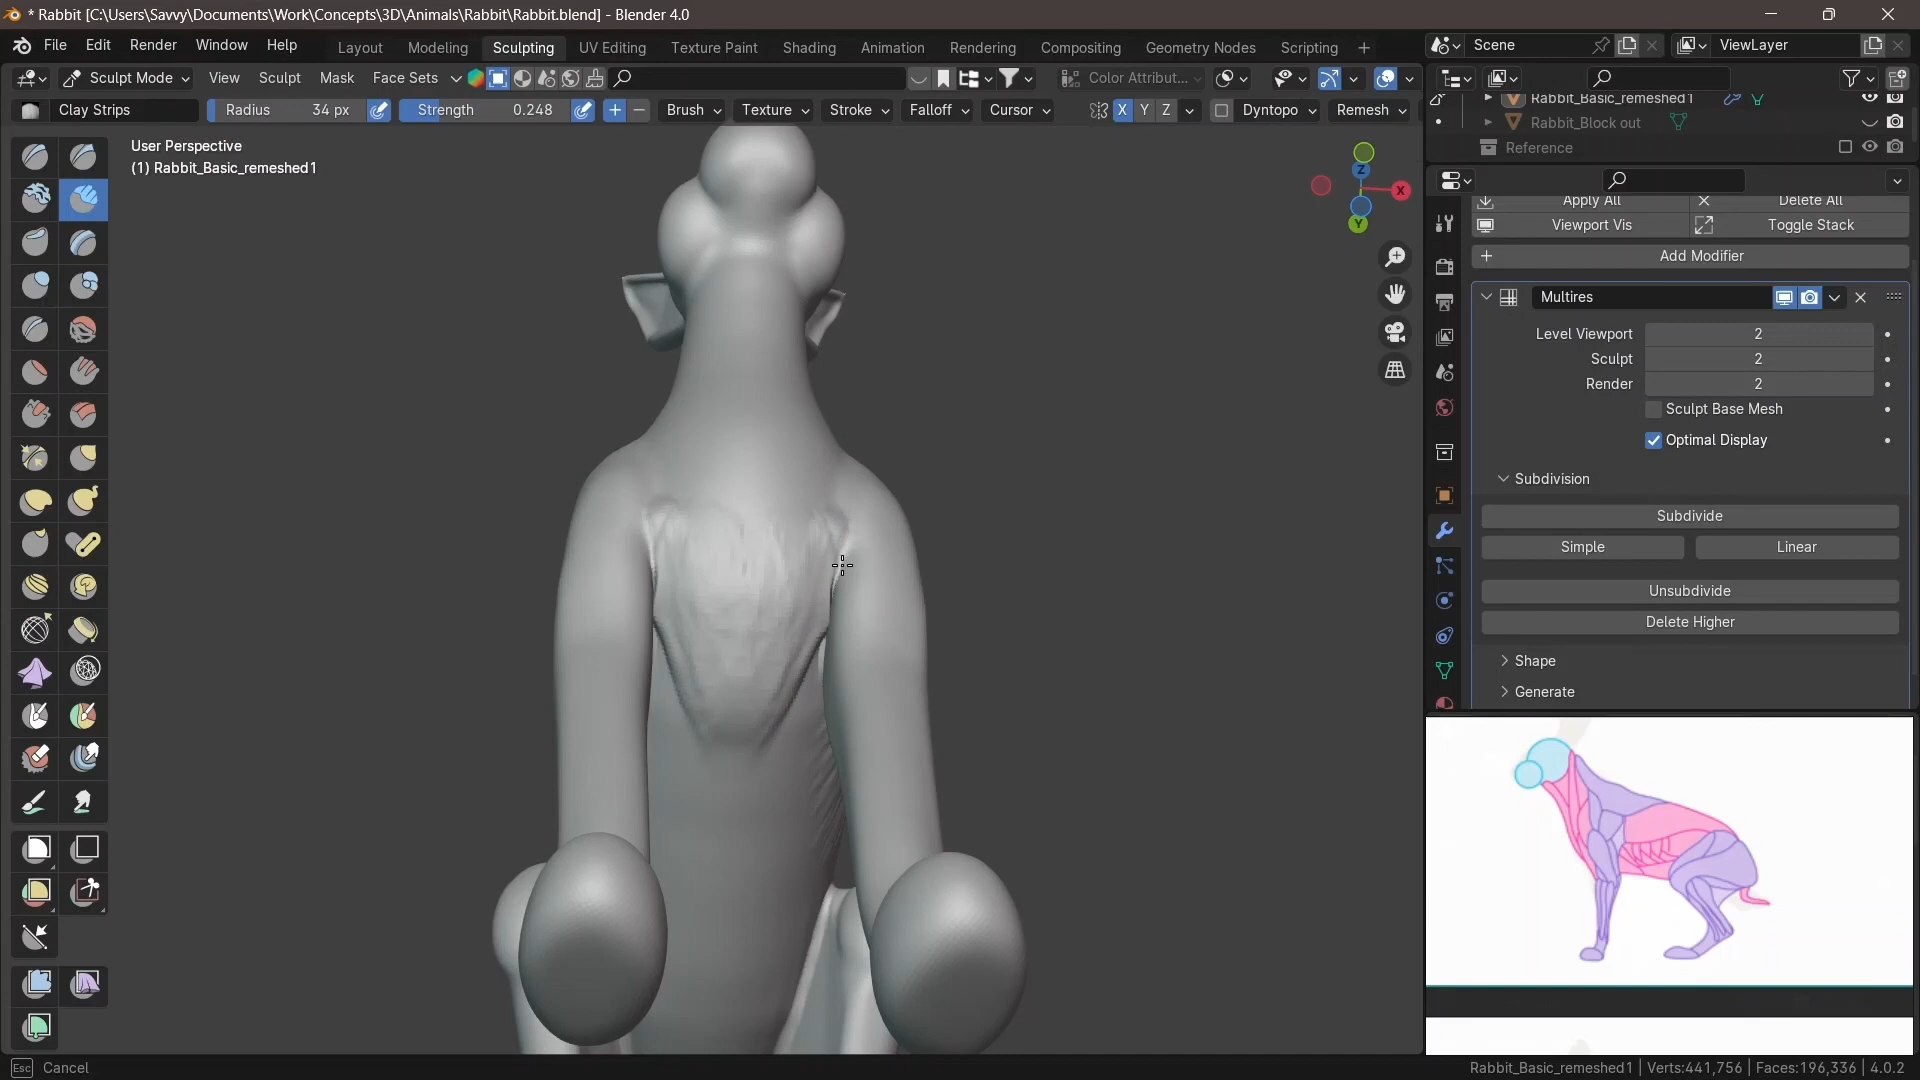 * Rabbit [C:\Users\Savvy\Documents\Work\Concepts\3D\Animals\Rabbit\Rabbit.blend] - Blender 4.0
File Edit Render Window Help Layout Modeling Sculpting UV Editing Texture Paint Shading Animation Rendering Compositing Geometry Nodes Scripting + Scene ViewLayer
Sculpt Mode View Sculpt Mask Face Sets Color Attribut...
Clay Strips Radius 34 px Strength 0.248 + − Brush Texture Stroke Falloff Cursor X Y Z Dyntopo Remesh
Rabbit_Basic_remeshed1
Rabbit_Block out
Reference
User Perspective
(1) Rabbit_Basic_remeshed1
Z
X
Y
Apply All Delete All
Viewport Vis Toggle Stack
Add Modifier
Multires
Level Viewport 2
Sculpt 2
Render 2
Sculpt Base Mesh
Optimal Display
Subdivision
Subdivide
Simple Linear
Unsubdivide
Delete Higher
Shape
Generate
Esc Cancel
Rabbit_Basic_remeshed1 | Verts:441,756 | Faces:196,336 | 4.0.2